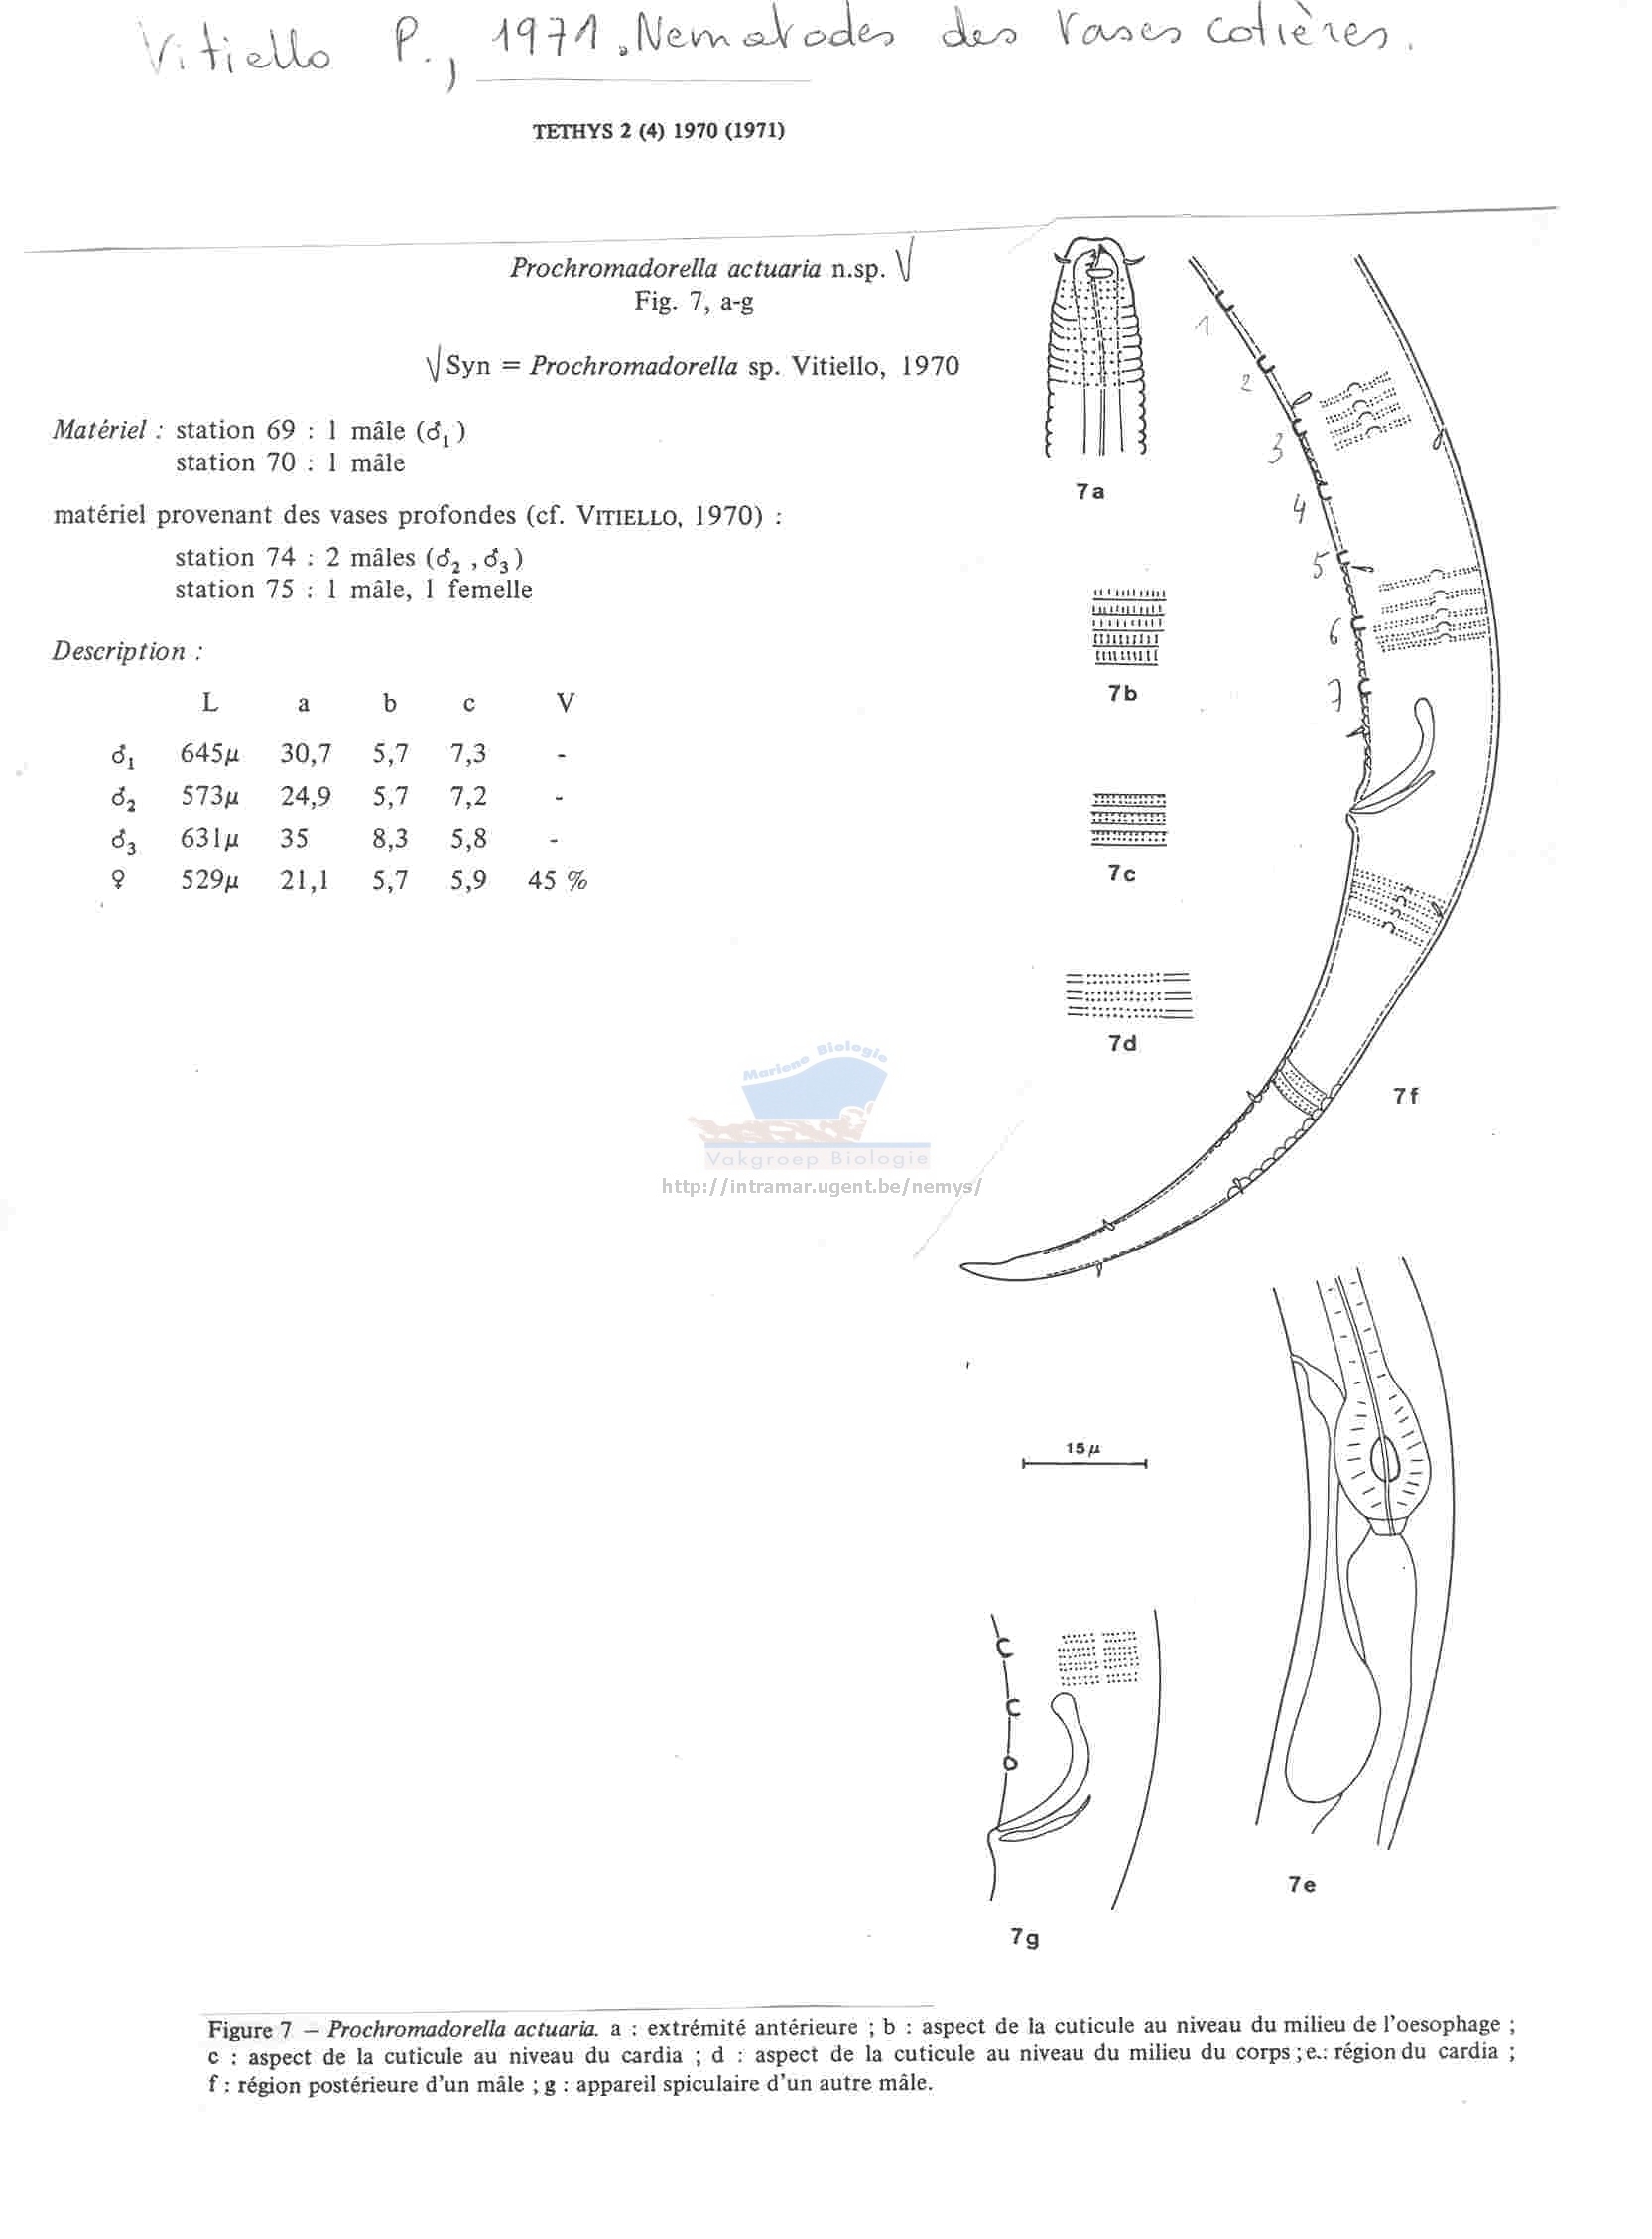 Vitiello P., 1971. Nematodes des Vases cotières.
TETHYS 2 (4) 1970 (1971)
Prochromadorella actuaria n.sp. √
Fig. 7, a-g
√ Syn = Prochromadorella sp. Vitiello, 1970
Matériel : station 69 : 1 mâle (♂1)
station 70 : 1 mâle
matériel provenant des vases profondes (cf. VITIELLO, 1970) :
station 74 : 2 mâles (♂2 , ♂3)
station 75 : 1 mâle, 1 femelle
Description :
L a b c V
♂1 645μ 30,7 5,7 7,3 -
♂2 573μ 24,9 5,7 7,2 -
♂3 631μ 35 8,3 5,8 -
♀ 529μ 21,1 5,7 5,9 45 %
7a
1
2
3
4
5
6
7
7b
7c
7d
7f
Mariene Biologie
Vakgroep Biologie
http://intramar.ugent.be/nemys/
15μ
7e
7g
Figure 7 — Prochromadorella actuaria. a : extrémité antérieure ; b : aspect de la cuticule au niveau du milieu de l'oesophage ;
c : aspect de la cuticule au niveau du cardia ; d : aspect de la cuticule au niveau du milieu du corps ; e.: région du cardia ;
f : région postérieure d'un mâle ; g : appareil spiculaire d'un autre mâle.